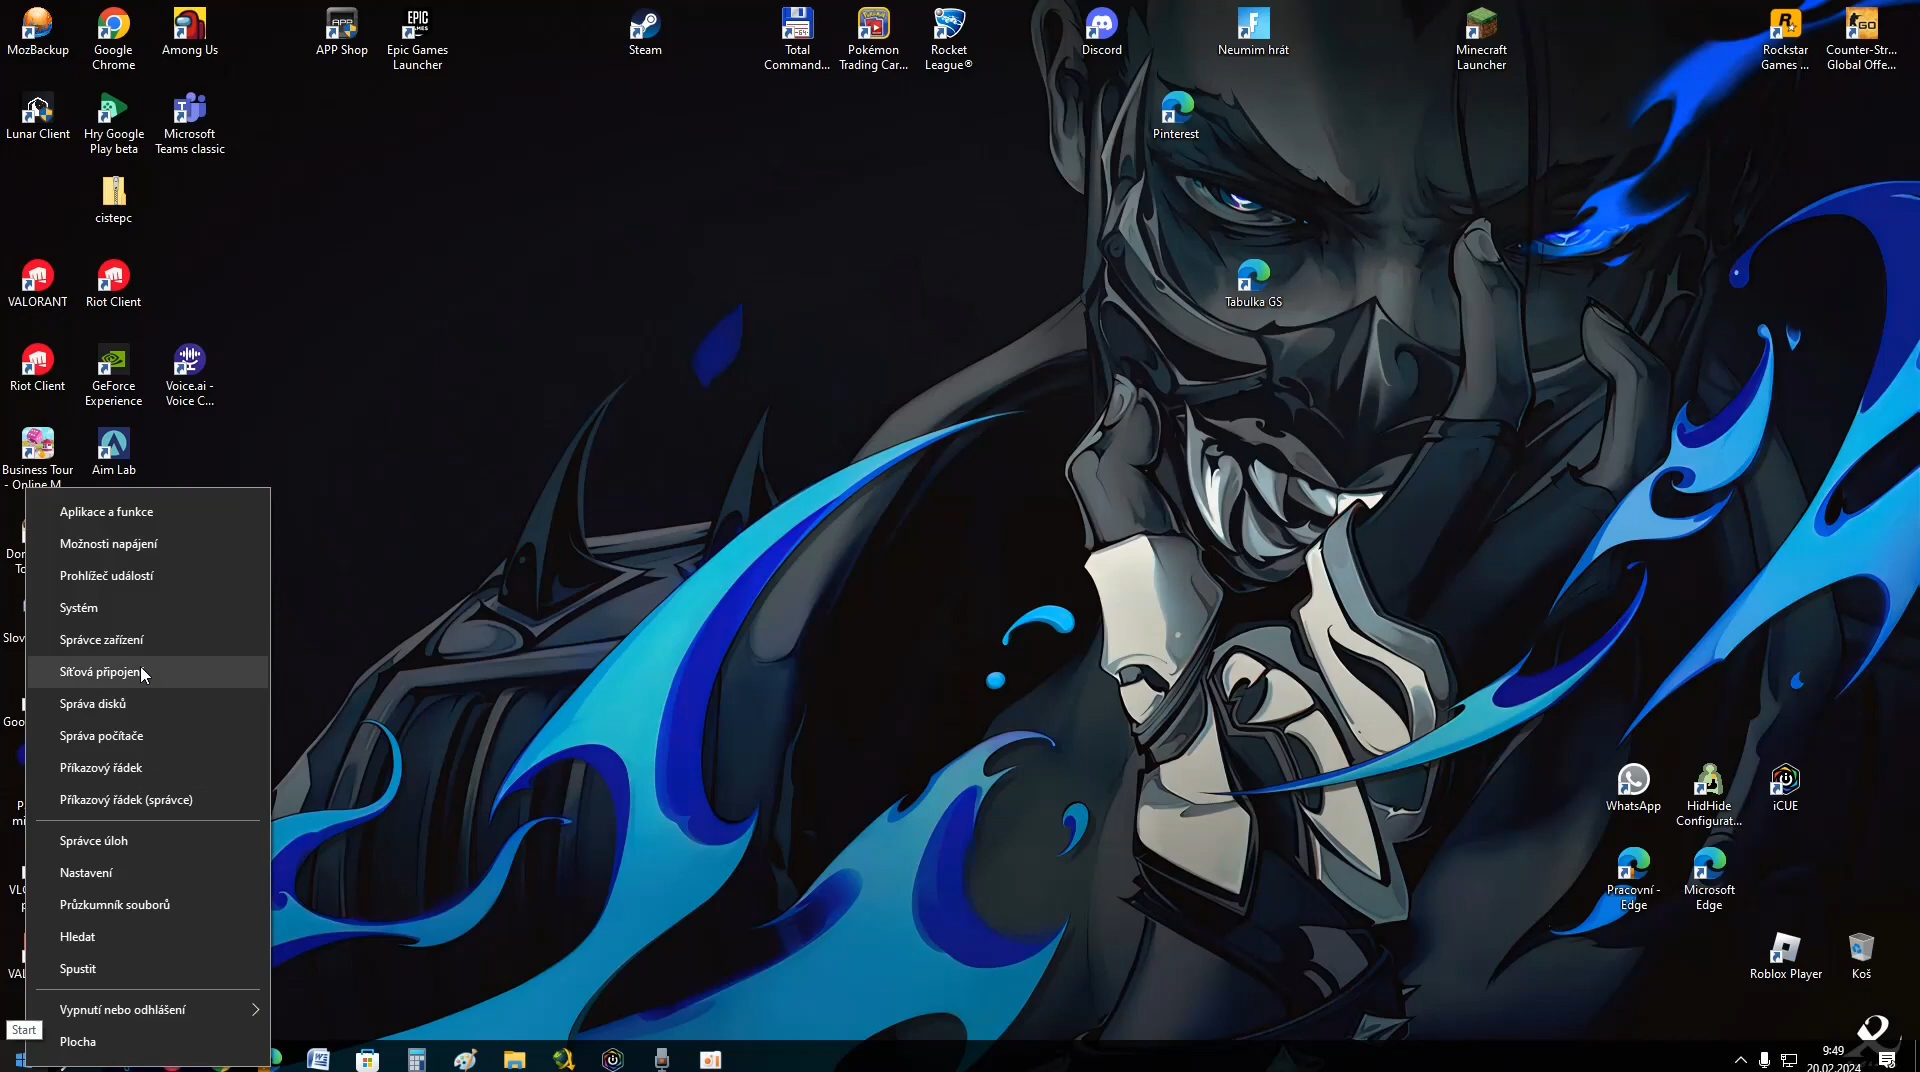 MozBackup
Google
Chrome
Among Us
APP Shop
Epic Games
Launcher
Steam
Total
Command...
Pokémon
Trading Car...
Rocket
League®
Discord
Neumim hrát
Minecraft
Launcher
Rockstar
Games ...
Counter-Str...
Global Offe...
Lunar Client
Hry Google
Play beta
Microsoft
Teams classic
Pinterest
cistepc
VALORANT
Riot Client
Tabulka GS
Riot Client
GeForce
Experience
Voice.ai -
Voice C...
Business Tour
- Online M
Aim Lab
Aplikace a funkce
Možnosti napájení
Prohlížeč událostí
Systém
Správce zařízení
Síťová připojení
Správa disků
Správa počítače
Příkazový řádek
Příkazový řádek (správce)
Správce úloh
Nastavení
Průzkumník souborů
Hledat
Spustit
Vypnutí nebo odhlášení
Plocha
Start
WhatsApp
HidHide
Configurat...
iCUE
Pracovní -
Edge
Microsoft
Edge
Roblox Player
Koš
9:49
20.02.2024